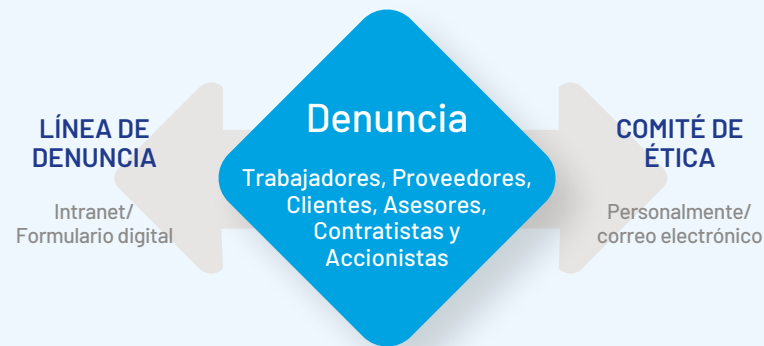 LÍNEA DE
DENUNCIA
Intranet/
Formulario digital
Denuncia
Trabajadores, Proveedores,
Clientes, Asesores,
Contratistas y
Accionistas
COMITÉ DE
ÉTICA
Personalmente/
correo electrónico